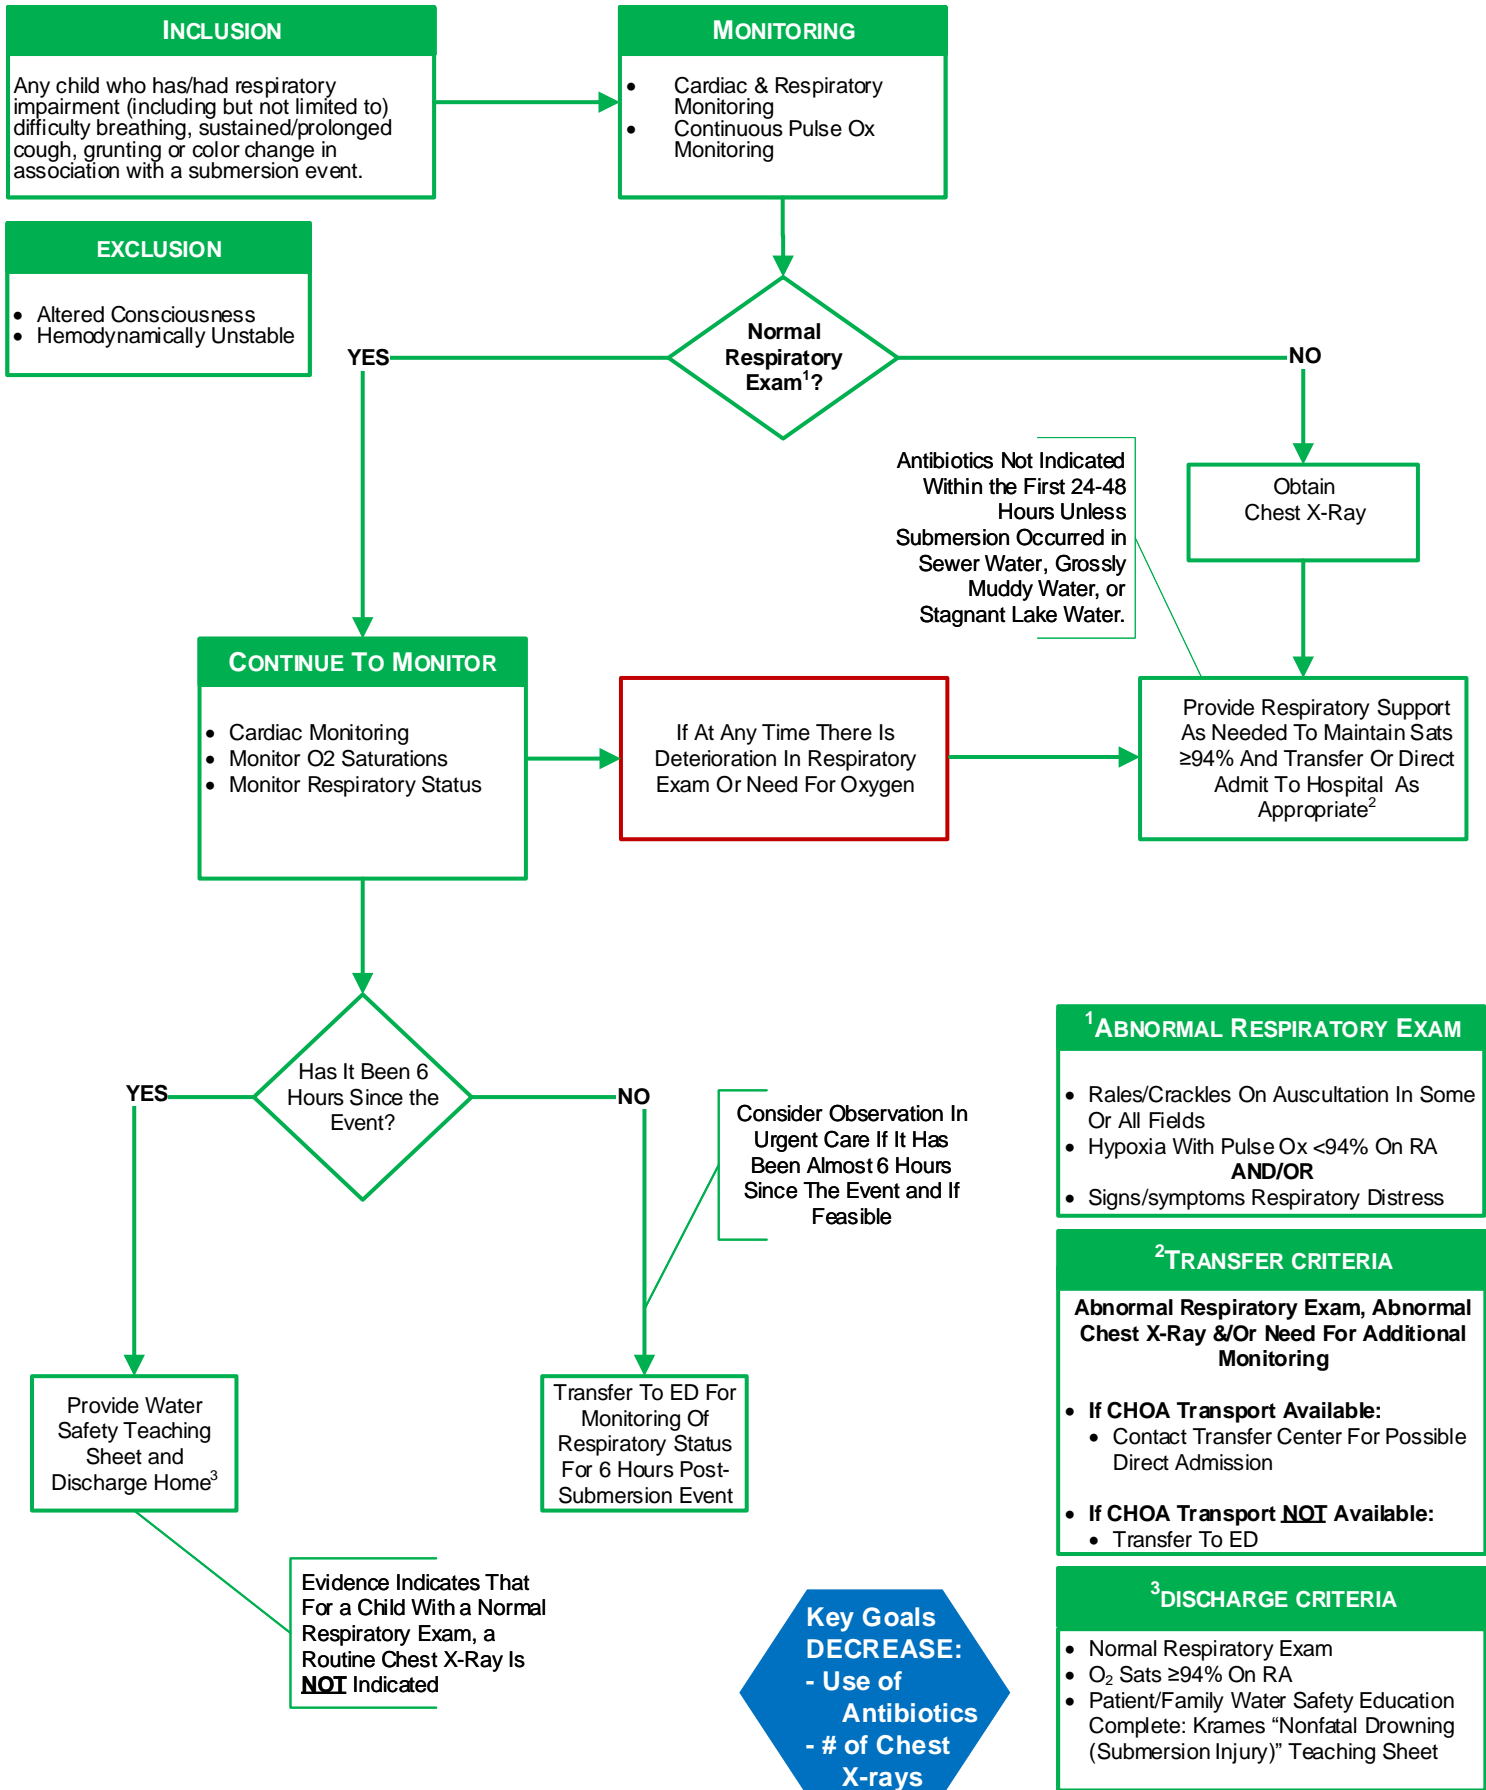 INCLUSION
Any child who has/had respiratory
impairment (including but not limited to)
difficulty breathing, sustained/prolonged
cough, grunting or color change in
association with a submersion event.
MONITORING
• Cardiac & Respiratory
Monitoring
• Continuous Pulse Ox
Monitoring
EXCLUSION
• Altered Consciousness
• Hemodynamically Unstable
Normal
Respiratory
Exam1?
YES
NO
Antibiotics Not Indicated
Within the First 24-48
Hours Unless
Submersion Occurred in
Sewer Water, Grossly
Muddy Water, or
Stagnant Lake Water.
Obtain
Chest X-Ray
CONTINUE TO MONITOR
• Cardiac Monitoring
• Monitor O2 Saturations
• Monitor Respiratory Status
If At Any Time There Is
Deterioration In Respiratory
Exam Or Need For Oxygen
Provide Respiratory Support
As Needed To Maintain Sats
≥94% And Transfer Or Direct
Admit To Hospital As
Appropriate2
Has It Been 6
Hours Since the
Event?
YES
NO
Consider Observation In
Urgent Care If It Has
Been Almost 6 Hours
Since The Event and If
Feasible
Provide Water
Safety Teaching
Sheet and
Discharge Home3
Transfer To ED For
Monitoring Of
Respiratory Status
For 6 Hours Post-
Submersion Event
Evidence Indicates That
For a Child With a Normal
Respiratory Exam, a
Routine Chest X-Ray Is
NOT Indicated
Key Goals
DECREASE:
- Use of
Antibiotics
- # of Chest
X-rays
1ABNORMAL RESPIRATORY EXAM
• Rales/Crackles On Auscultation In Some
Or All Fields
• Hypoxia With Pulse Ox <94% On RA
AND/OR
• Signs/symptoms Respiratory Distress
2TRANSFER CRITERIA
Abnormal Respiratory Exam, Abnormal
Chest X-Ray &/Or Need For Additional
Monitoring
• If CHOA Transport Available:
• Contact Transfer Center For Possible
Direct Admission
• If CHOA Transport NOT Available:
• Transfer To ED
3DISCHARGE CRITERIA
• Normal Respiratory Exam
• O2 Sats ≥94% On RA
• Patient/Family Water Safety Education
Complete: Krames “Nonfatal Drowning
(Submersion Injury)” Teaching Sheet